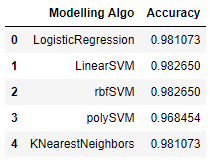 Modelling Algo Accuracy
0 LogisticRegression 0.981073
1 LinearSVM 0.982650
2 rbfSVM 0.982650
3 polySVM 0.968454
4 KNearestNeighbors 0.981073